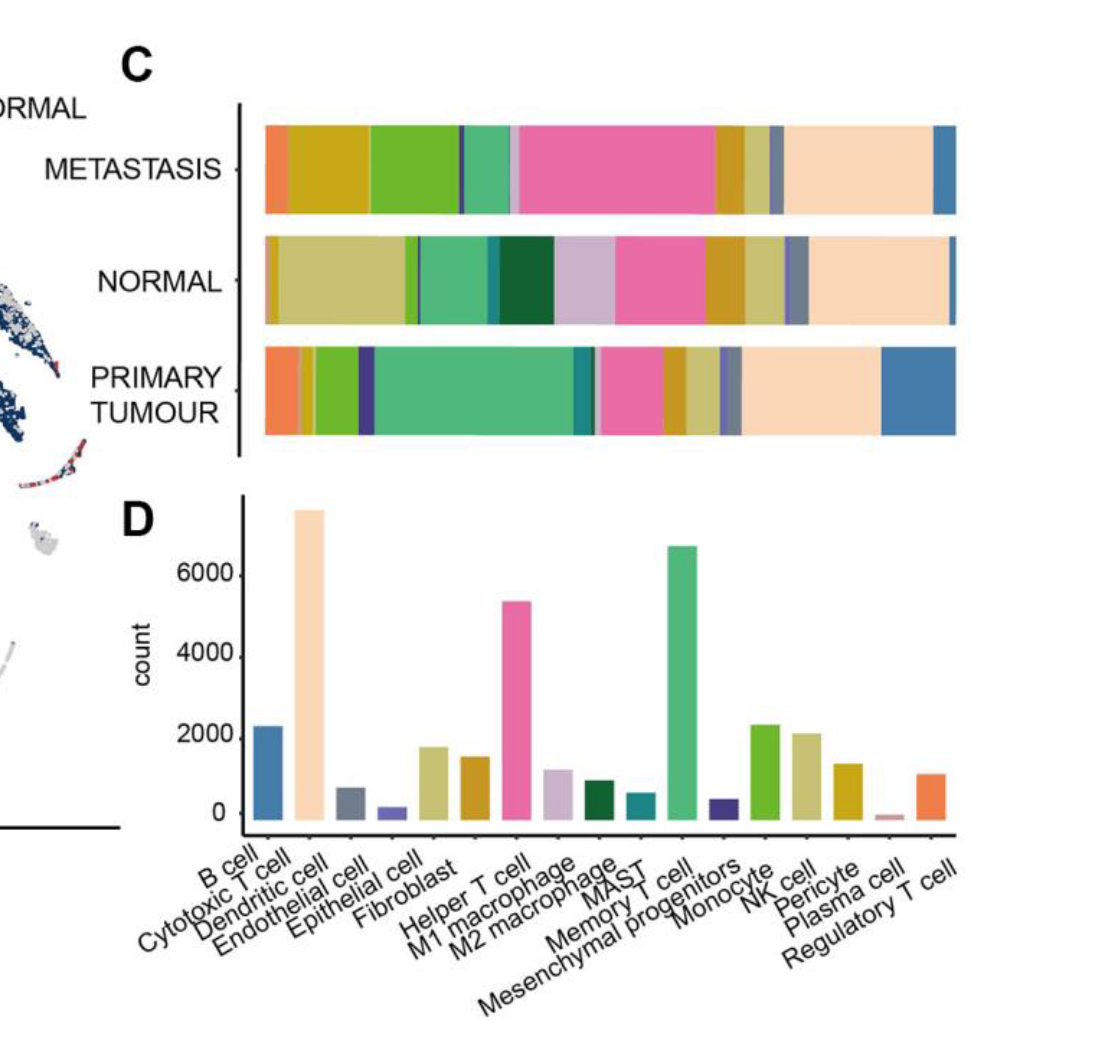 C
ORMAL
METASTASIS
NORMAL
PRIMARY
TUMOUR
D
6000
4000
2000
0
count
B cell
Cytotoxic T cell
Dendritic cell
Endothelial cell
Epithelial cell
Fibroblast
Helper T cell
M1 macrophage
M2 macrophage
MAST
Memory T cell
Mesenchymal progenitors
Monocyte
NK cell
Pericyte
Plasma cell
Regulatory T cell